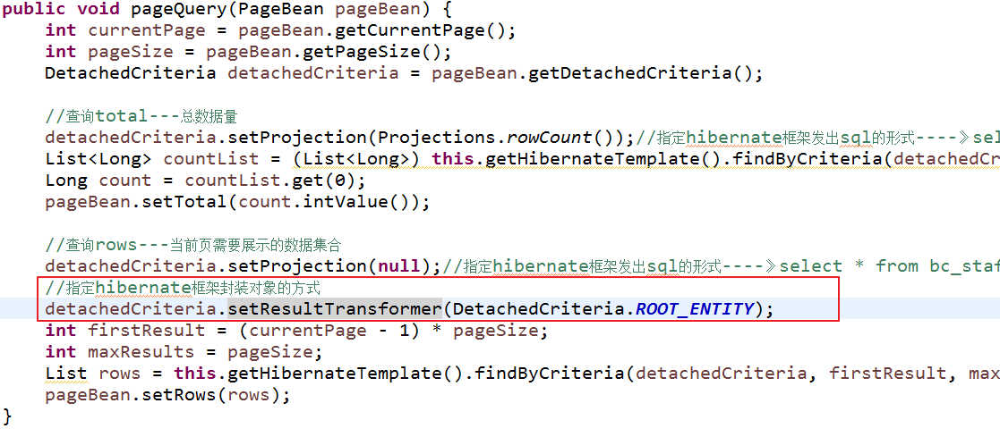 public void pageQuery(PageBean pageBean) {
int currentPage = pageBean.getCurrentPage();
int pageSize = pageBean.getPageSize();
DetachedCriteria detachedCriteria = pageBean.getDetachedCriteria();
//查询total---总数据量
detachedCriteria.setProjection(Projections.rowCount());//指定hibernate框架发出sql的形式----》sel
List<Long> countList = (List<Long>) this.getHibernateTemplate().findByCriteria(detachedCr
Long count = countList.get(0);
pageBean.setTotal(count.intValue());
//查询rows---当前页需要展示的数据集合
detachedCriteria.setProjection(null);//指定hibernate框架发出sql的形式----》select * from bc_staf
//指定hibernate框架封装对象的方式
detachedCriteria.setResultTransformer(DetachedCriteria.ROOT_ENTITY);
int firstResult = (currentPage - 1) * pageSize;
int maxResults = pageSize;
List rows = this.getHibernateTemplate().findByCriteria(detachedCriteria, firstResult, max
pageBean.setRows(rows);
}